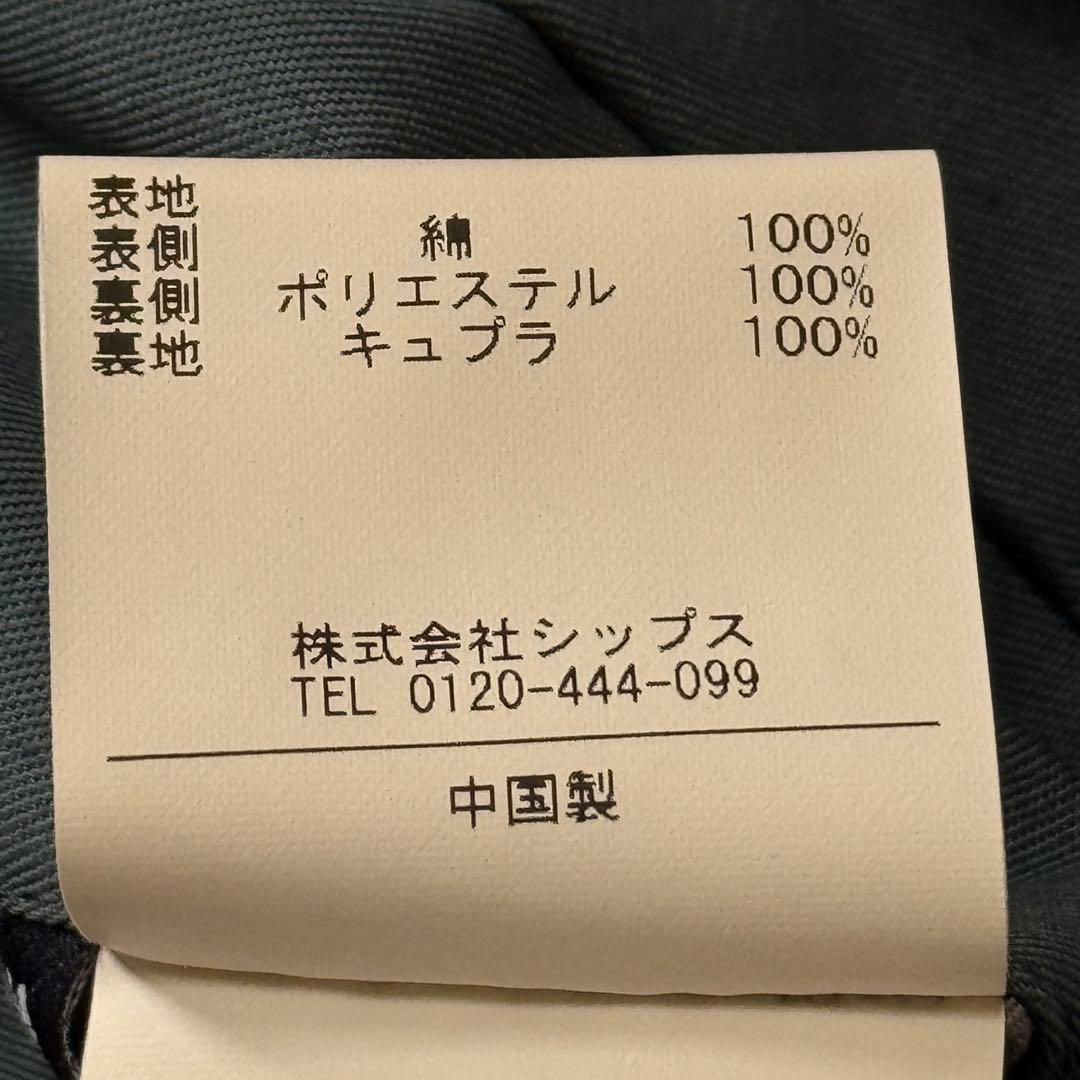 表地
表側 綿 100%
裏側 ポリエステル 100%
裏地 キュプラ 100%
株式会社シップス
TEL 0120-444-099
中国製